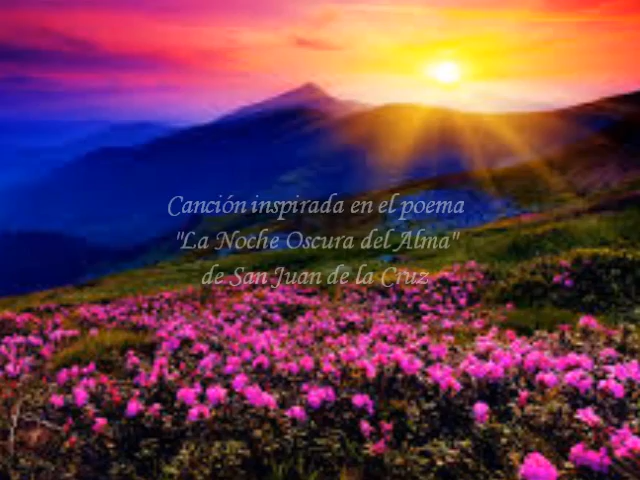 Canción inspirada en el poema
"La Noche Oscura del Alma"
de San Juan de la Cruz